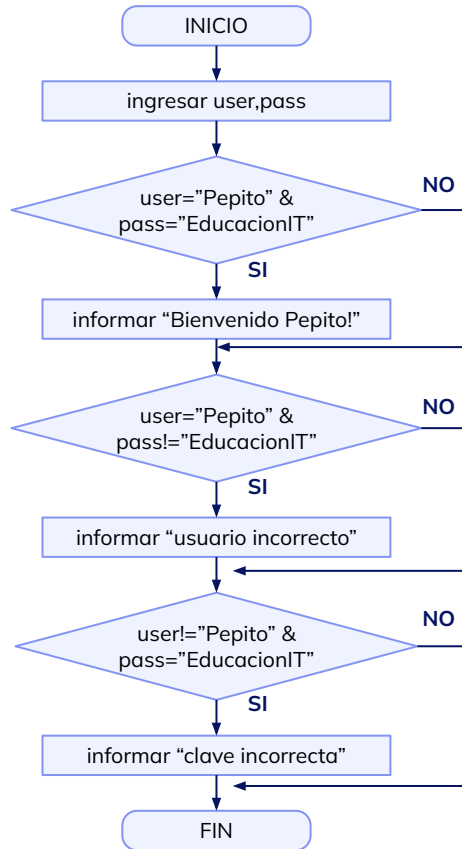 INICIO
ingresar user,pass
user=”Pepito” &
pass=”EducacionIT”
NO
SI
informar “Bienvenido Pepito!”
user=”Pepito” &
pass!=”EducacionIT”
NO
SI
informar “usuario incorrecto”
user!=”Pepito” &
pass=”EducacionIT”
NO
SI
informar “clave incorrecta”
FIN